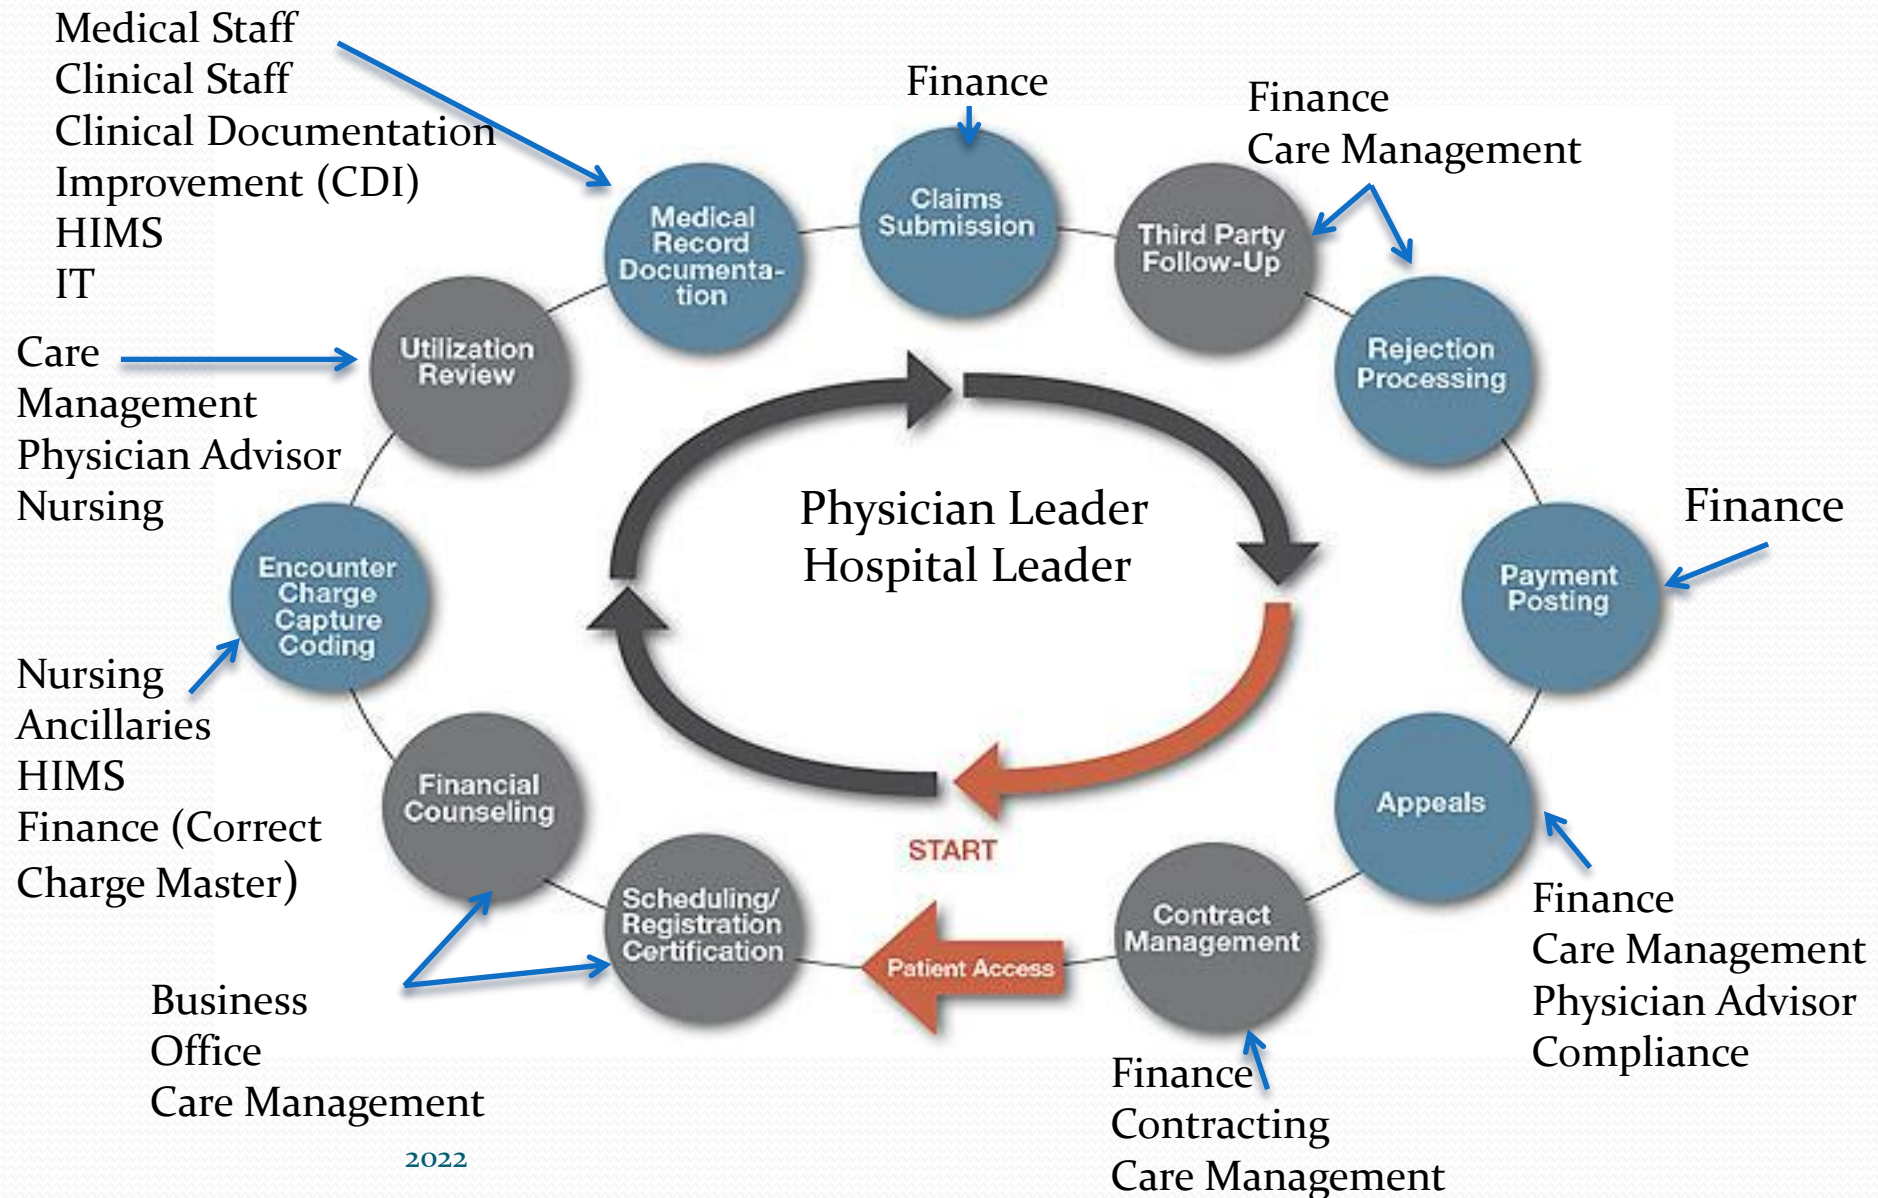 Medical Staff
Clinical Staff
Clinical Documentation
Improvement (CDI)
HIMS
IT
Finance
Finance
Care Management
Medical
Record
Documenta-
tion
Claims
Submission
Third Party
Follow-Up
Utilization
Review
Rejection
Processing
Care
Management
Physician Advisor
Nursing
Physician Leader
Hospital Leader
Finance
Encounter
Charge
Capture
Coding
Payment
Posting
Nursing
Ancillaries
HIMS
Finance (Correct
Charge Master)
Financial
Counseling
Appeals
START
Scheduling/
Registration
Certification
Patient Access
Contract
Management
Finance
Care Management
Physician Advisor
Compliance
Business
Office
Care Management
Finance
Contracting
Care Management
2022